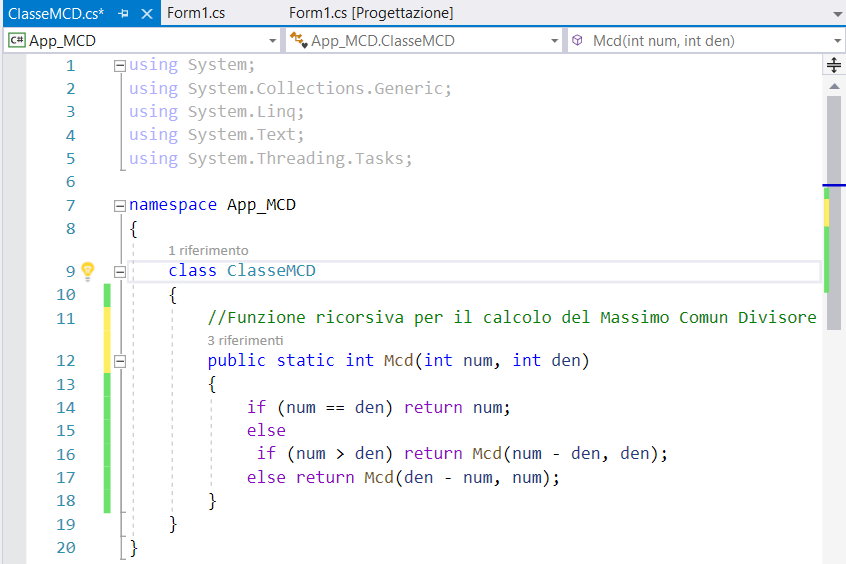 ClasseMCD.cs* Form1.cs Form1.cs [Progettazione]
C# App_MCD App_MCD.ClasseMCD Mcd(int num, int den)
1 using System;
2 using System.Collections.Generic;
3 using System.Linq;
4 using System.Text;
5 using System.Threading.Tasks;
6
7 namespace App_MCD
8 {
1 riferimento
9 class ClasseMCD
10 {
11 //Funzione ricorsiva per il calcolo del Massimo Comun Divisore
3 riferimenti
12 public static int Mcd(int num, int den)
13 {
14 if (num == den) return num;
15 else
16 if (num > den) return Mcd(num - den, den);
17 else return Mcd(den - num, num);
18 }
19 }
20 }